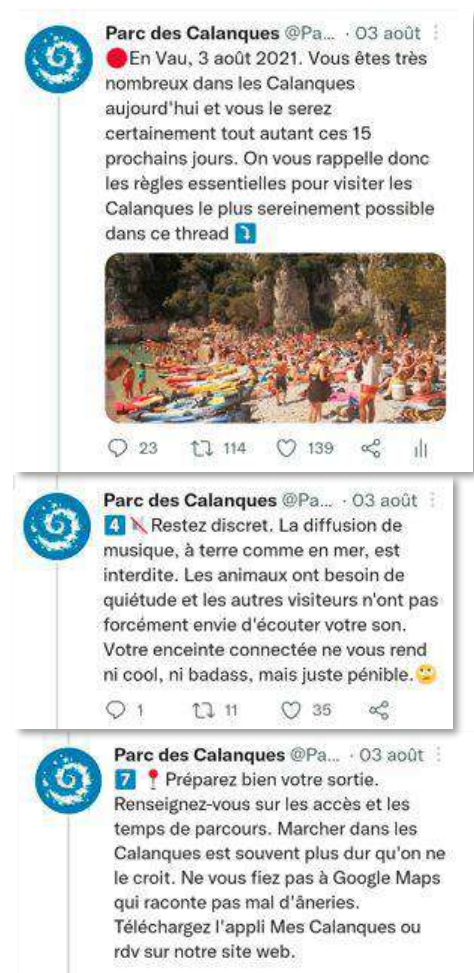 Parc des Calanques @Pa... · 03 août
🔴En Vau, 3 août 2021. Vous êtes très
nombreux dans les Calanques
aujourd'hui et vous le serez
certainement tout autant ces 15
prochains jours. On vous rappelle donc
les règles essentielles pour visiter les
Calanques le plus sereinement possible
dans ce thread ⤵️
23 114 139
Parc des Calanques @Pa... · 03 août
4️⃣ 🔕 Restez discret. La diffusion de
musique, à terre comme en mer, est
interdite. Les animaux ont besoin de
quiétude et les autres visiteurs n'ont pas
forcément envie d'écouter votre son.
Votre enceinte connectée ne vous rend
ni cool, ni badass, mais juste pénible.🙄
1 11 35
Parc des Calanques @Pa... · 03 août
7️⃣ 📍 Préparez bien votre sortie.
Renseignez-vous sur les accès et les
temps de parcours. Marcher dans les
Calanques est souvent plus dur qu'on ne
le croit. Ne vous fiez pas à Google Maps
qui raconte pas mal d'âneries.
Téléchargez l'appli Mes Calanques ou
rdv sur notre site web.